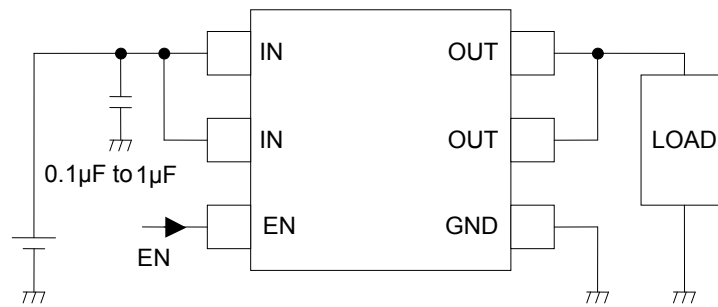 IN
OUT
IN
OUT
LOAD
0.1µF to 1µF
EN
GND
EN